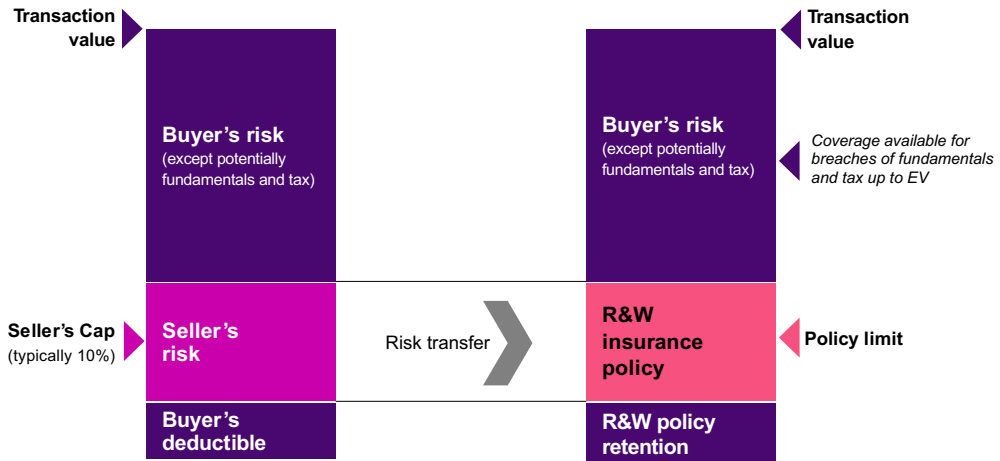 Transaction
value
Buyer's risk
(except potentially
fundamentals and tax)
Seller's Cap
(typically 10%)
Seller's
risk
Buyer's
deductible
Risk transfer
Transaction
value
Buyer's risk
(except potentially
fundamentals and tax)
Coverage available for
breaches of fundamentals
and tax up to EV
R&W
insurance
policy
Policy limit
R&W policy
retention